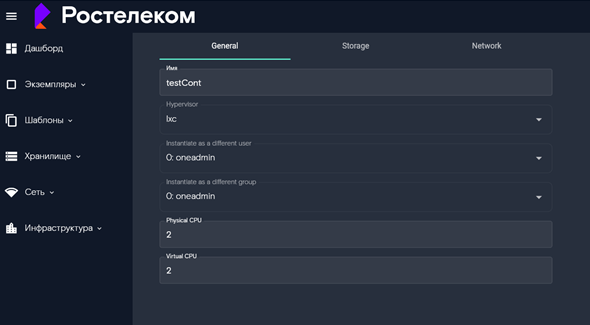 Ростелеком
Дашборд
Экземпляры
Шаблоны
Хранилище
Сеть
Инфраструктура
General
Storage
Network
Имя
testCont
Hypervisor
lxc
Instantiate as a different user
0: oneadmin
Instantiate as a different group
0: oneadmin
Physical CPU
2
Virtual CPU
2